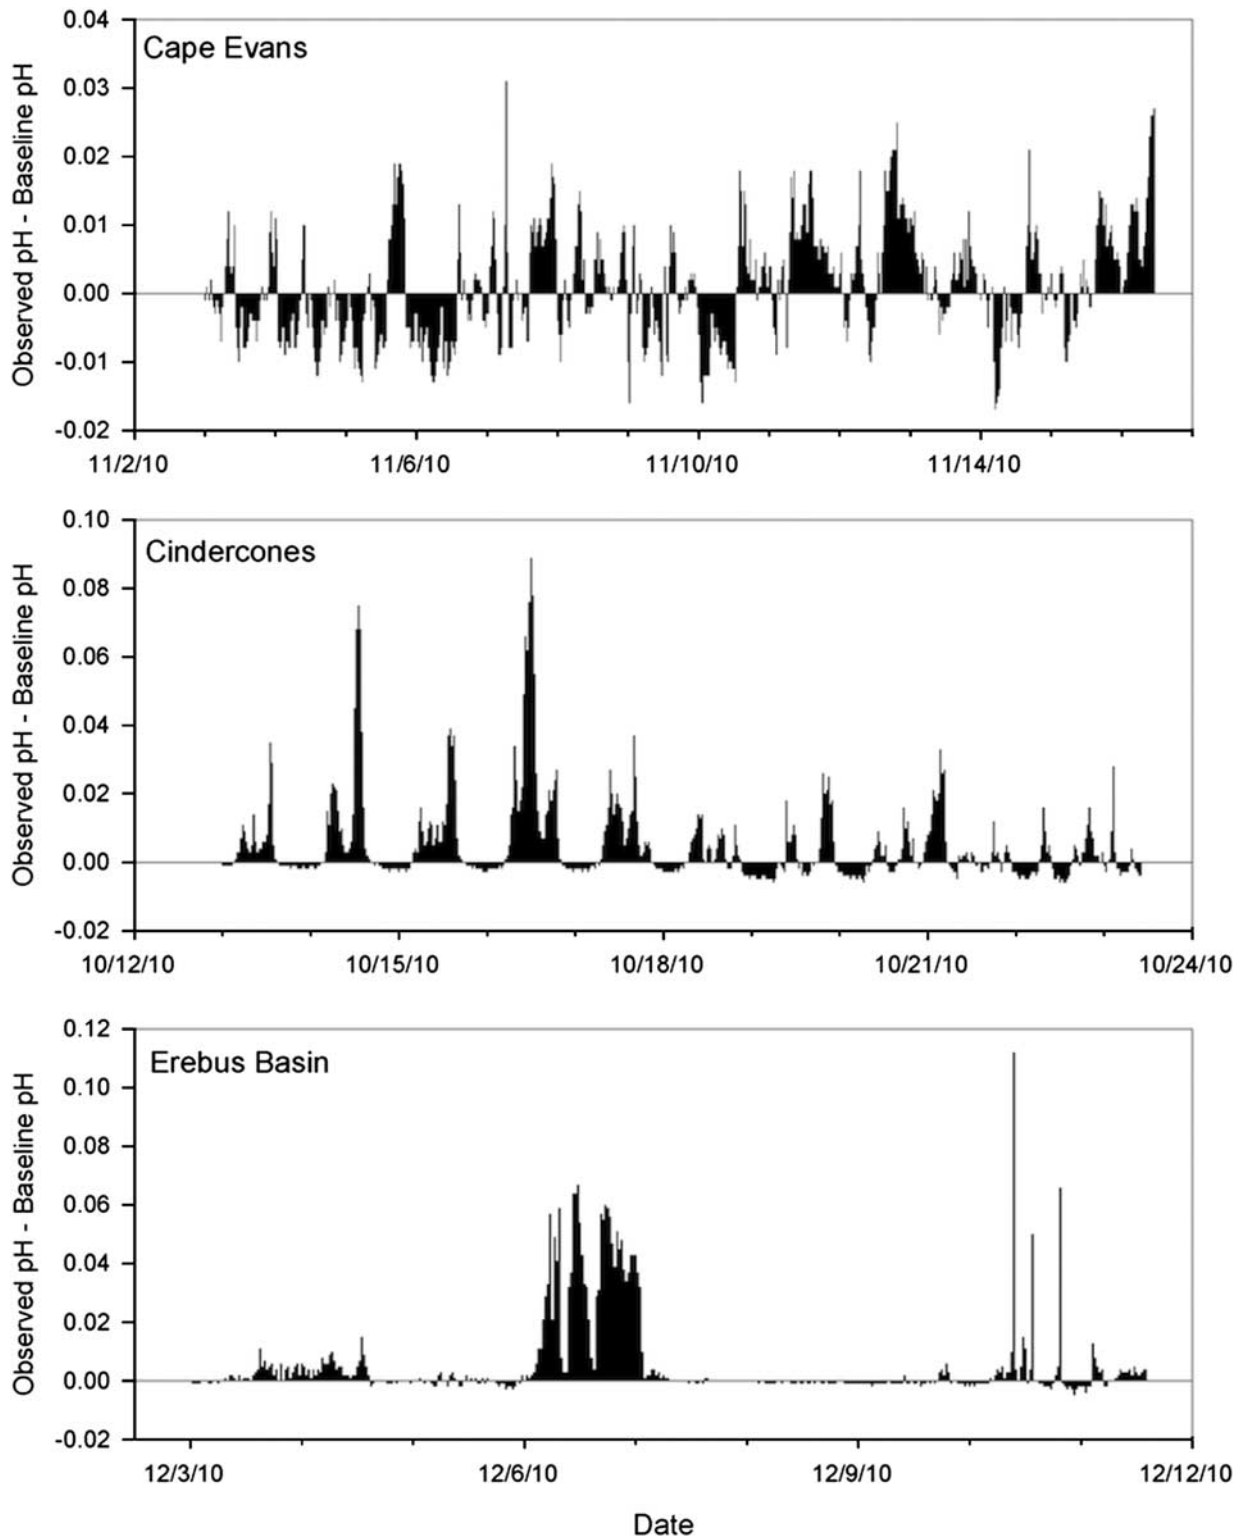 Cape Evans
Observed pH - Baseline pH
0.04
0.03
0.02
0.01
0.00
-0.01
-0.02
11/2/10 11/6/10 11/10/10 11/14/10
Cindercones
Observed pH - Baseline pH
0.10
0.08
0.06
0.04
0.02
0.00
-0.02
10/12/10 10/15/10 10/18/10 10/21/10 10/24/10
Erebus Basin
Observed pH - Baseline pH
0.12
0.10
0.08
0.06
0.04
0.02
0.00
-0.02
12/3/10 12/6/10 12/9/10 12/12/10
Date